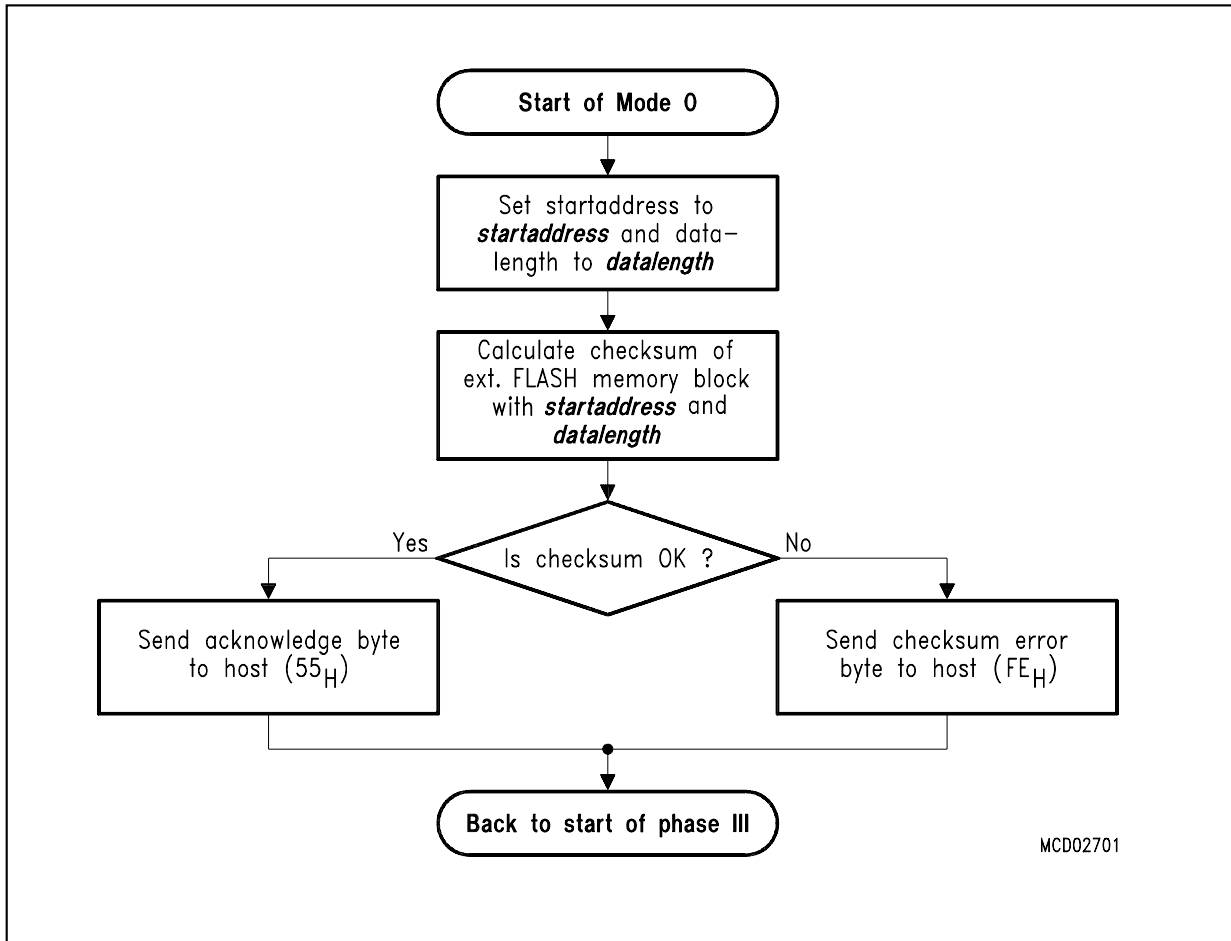 Start of Mode 0
Set startaddress to
startaddress and data-
length to datalength
Calculate checksum of
ext. FLASH memory block
with startaddress and
datalength
Yes
Is checksum OK ?
No
Send acknowledge byte
to host (55H)
Send checksum error
byte to host (FEH)
Back to start of phase III
MCD02701